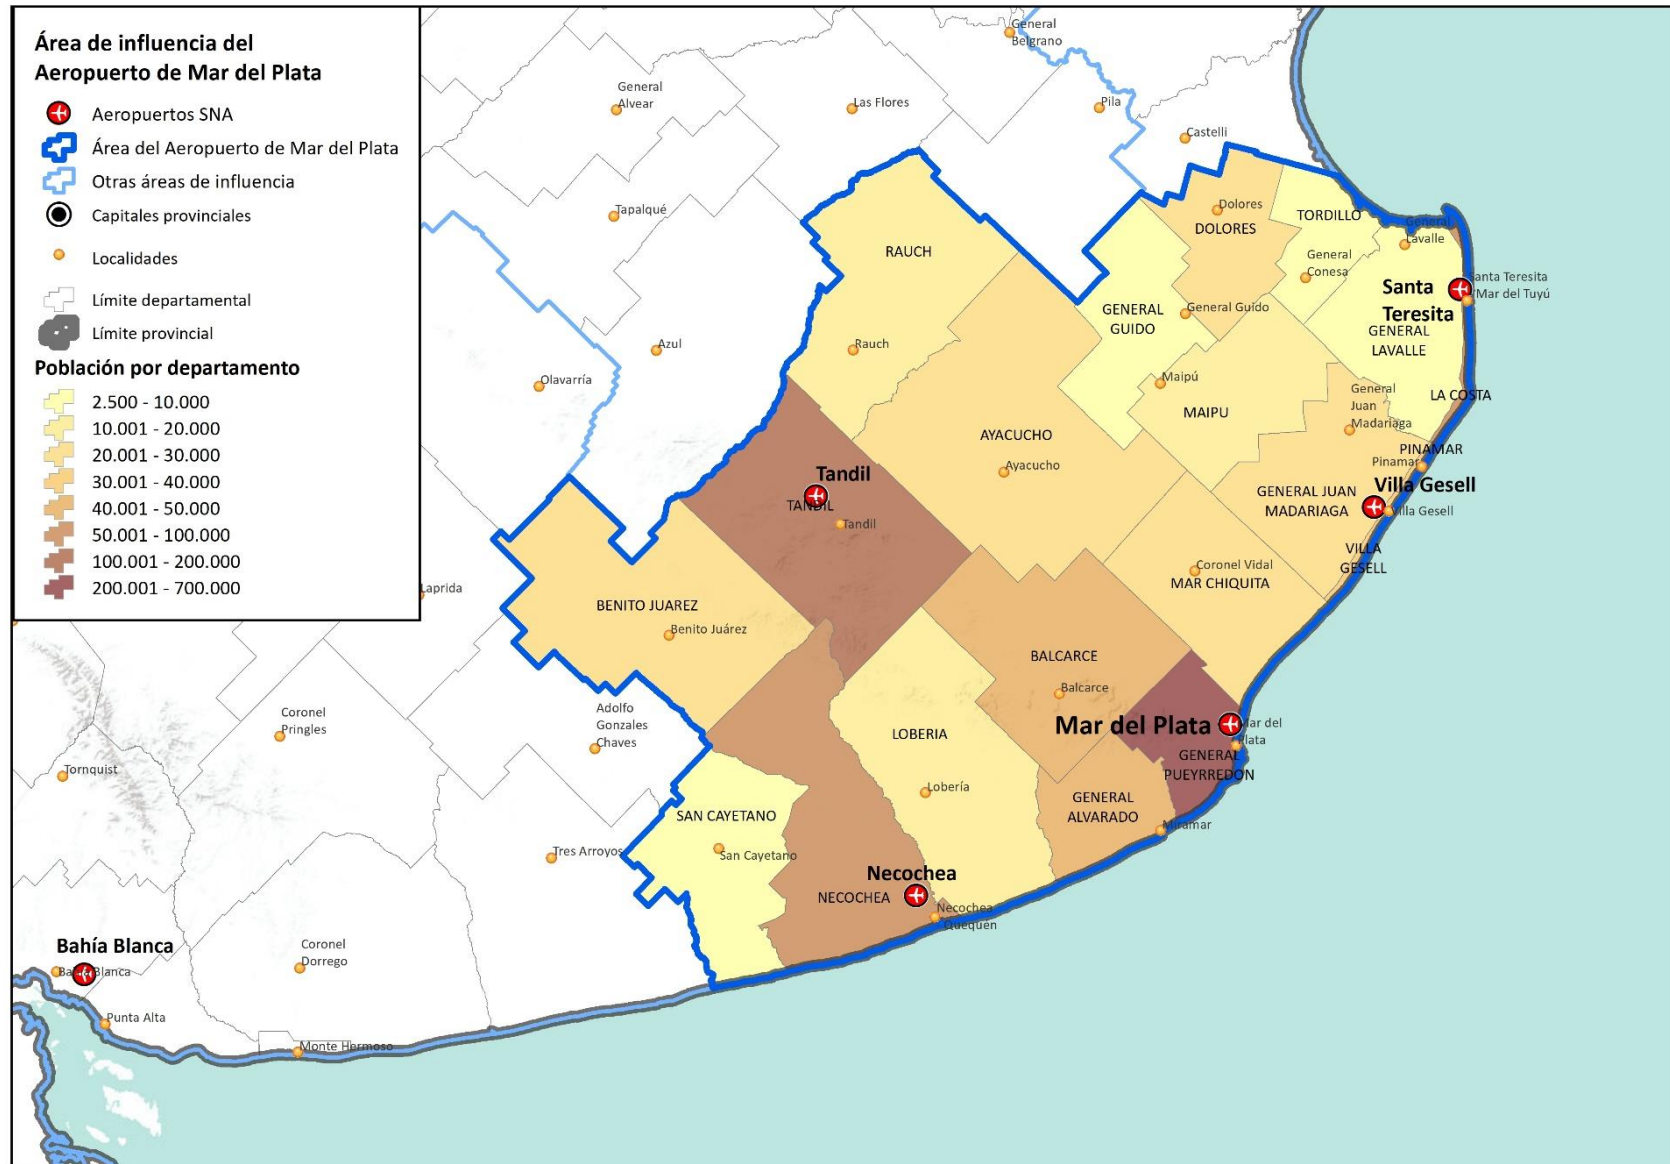 Área de influencia del
Aeropuerto de Mar del Plata
Aeropuertos SNA
Área del Aeropuerto de Mar del Plata
Otras áreas de influencia
Capitales provinciales
Localidades
Límite departamental
Límite provincial
Población por departamento
2.500 - 10.000
10.001 - 20.000
20.001 - 30.000
30.001 - 40.000
40.001 - 50.000
50.001 - 100.000
100.001 - 200.000
200.001 - 700.000
General
Belgrano
General
Alvear
Las Flores
Pila
Castelli
Tapalqué
Dolores
DOLORES
TORDILLO
General
Lavalle
RAUCH
General
Conesa
Santa Teresita
Mar del Tuyú
Santa
Teresita
GENERAL
GUIDO
General Guido
GENERAL
LAVALLE
Azul
Rauch
Olavarría
Maipú
MAIPU
General
Juan
Madariaga
LA COSTA
AYACUCHO
Ayacucho
PINAMAR
Pinamar
Tandil
TANDIL
Tandil
GENERAL JUAN
MADARIAGA
Villa Gesell
Villa Gesell
VILLA
GESELL
Coronel Vidal
MAR CHIQUITA
Laprida
BENITO JUAREZ
Benito Juárez
BALCARCE
Balcarce
Coronel
Pringles
Adolfo
Gonzales
Chaves
LOBERIA
Mar del Plata
Mar del
Plata
GENERAL
PUEYRREDON
Tornquist
Lobería
GENERAL
ALVARADO
SAN CAYETANO
San Cayetano
Miramar
Tres Arroyos
Necochea
NECOCHEA
Necochea
Quequén
Bahía Blanca
Bahía Blanca
Coronel
Dorrego
Punta Alta
Monte Hermoso